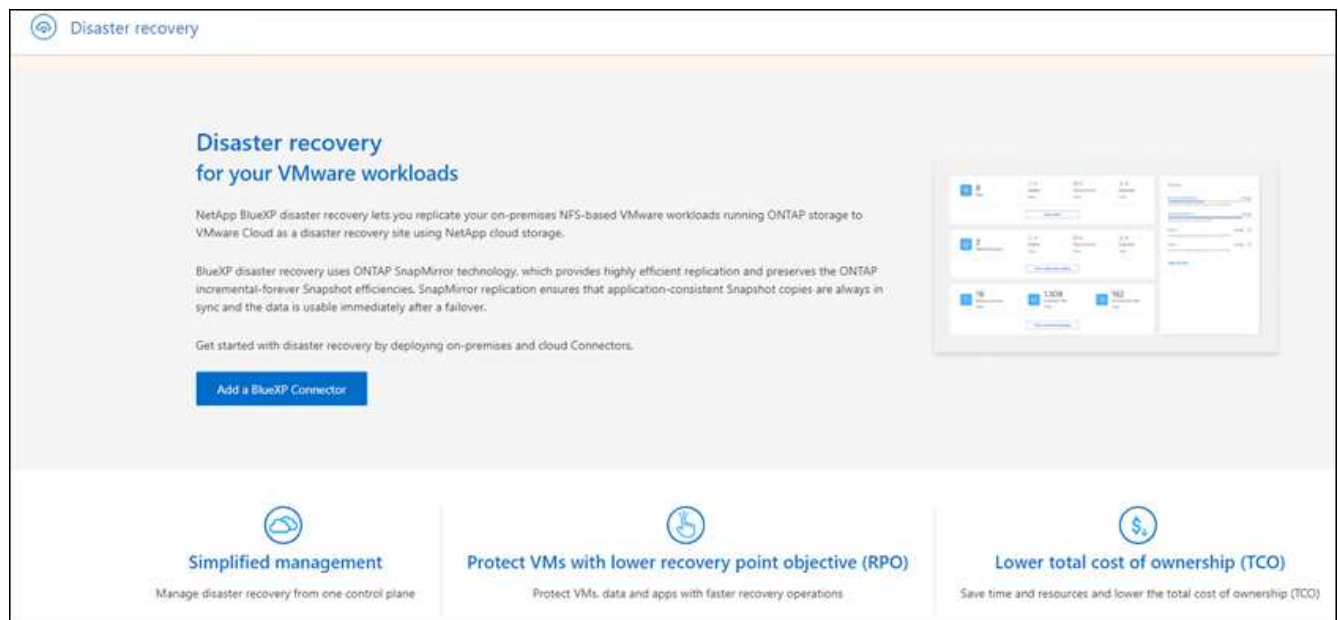 Disaster recovery
Disaster recovery
for your VMware workloads
NetApp BlueXP disaster recovery lets you replicate your on-premises NFS-based VMware workloads running ONTAP storage to
VMware Cloud as a disaster recovery site using NetApp cloud storage.
BlueXP disaster recovery uses ONTAP SnapMirror technology, which provides highly efficient replication and preserves the ONTAP
incremental-forever Snapshot efficiencies. SnapMirror replication ensures that application-consistent Snapshot copies are always in
sync and the data is usable immediately after a failover.
Get started with disaster recovery by deploying on-premises and cloud Connectors.
Add a BlueXP Connector
Simplified management
Manage disaster recovery from one control plane
Protect VMs with lower recovery point objective (RPO)
Protect VMs, data and apps with faster recovery operations
Lower total cost of ownership (TCO)
Save time and resources and lower the total cost of ownership (TCO)